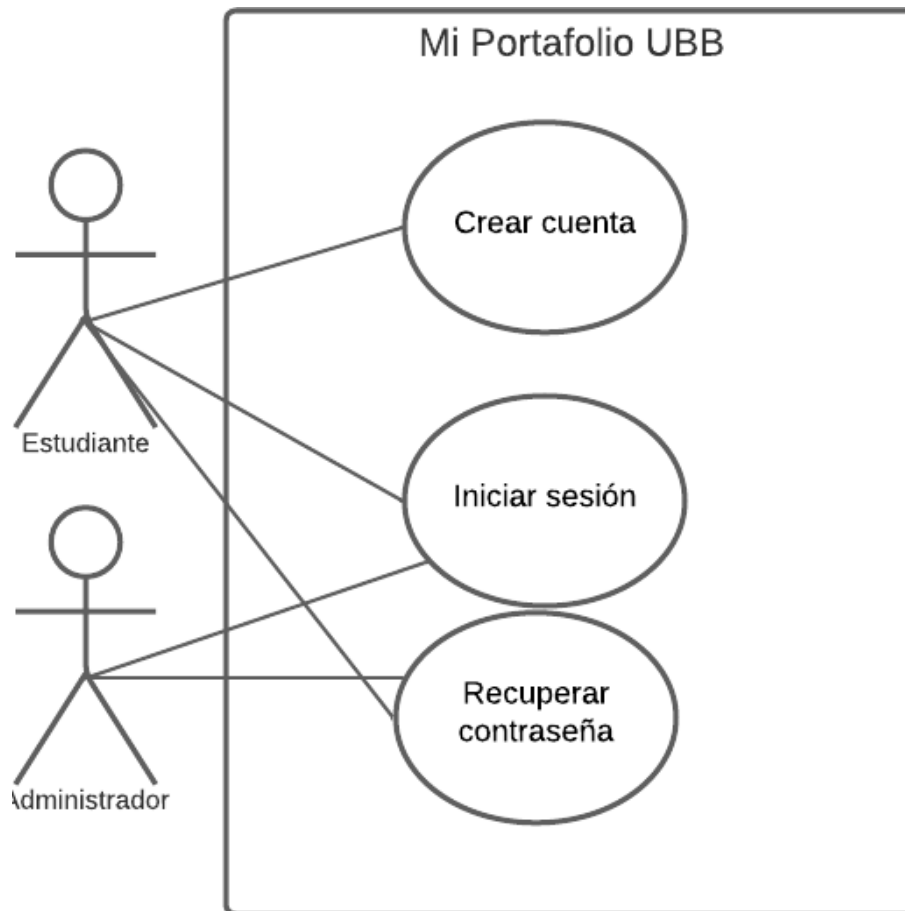 Mi Portafolio UBB
Crear cuenta
Estudiante
Iniciar sesión
Recuperar
contraseña
Administrador